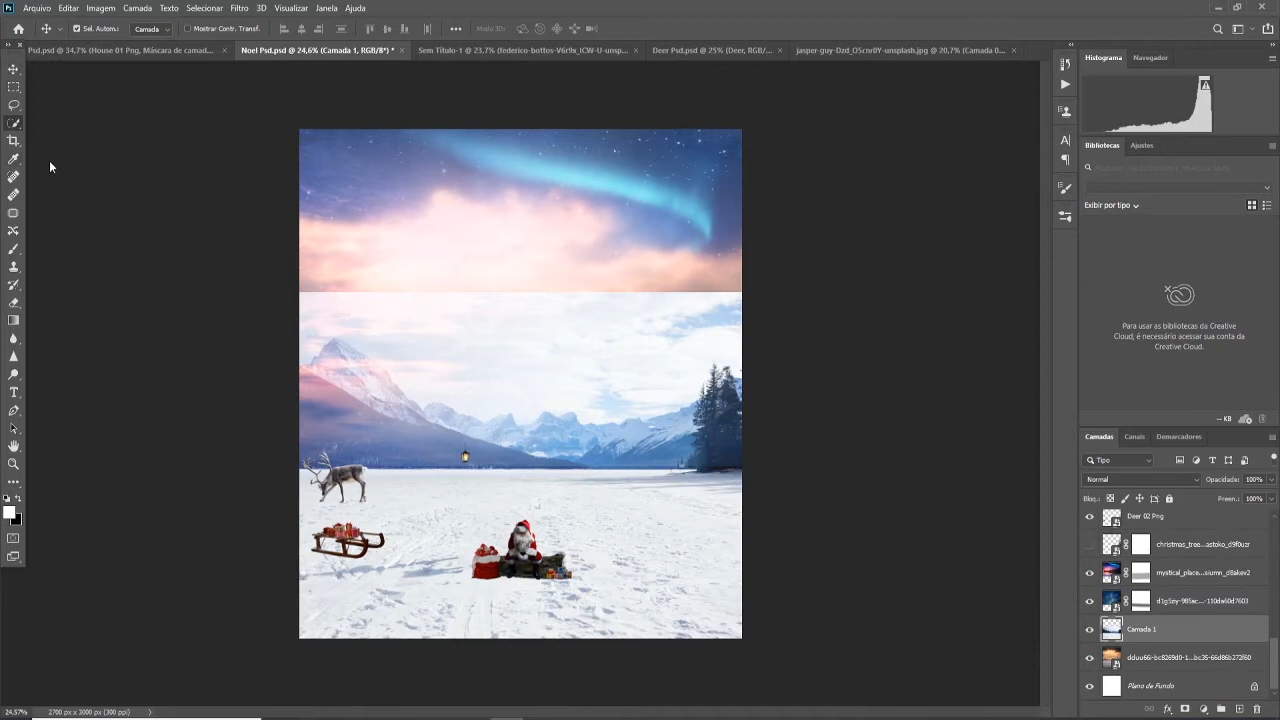 Arquivo Editar Imagem Camada Texto Selecionar Filtro 3D Visualizar Janela Ajuda
Sel. Autom.: Camada Mostrar Contr. Transf. Modo 3D:
Psd.psd @ 34,7% (House 01 Png, Máscara de camad... × Noel Psd.psd @ 24,6% (Camada 1, RGB/8*) * × Sem Título-1 @ 23,7% (federico-bottos-V6r9x_ICW-U-unsp... × Deer Psd.psd @ 25% (Deer, RGB/... × jasper-guy-Dzd_O5cnr0Y-unsplash.jpg @ 20,7% (Camada 0... ×
Histograma Navegador
Bibliotecas Ajustes
Exibir por tipo
Para usar as bibliotecas da Creative
Cloud, é necessário acessar sua conta da
Creative Cloud.
-- KB
Camadas Canais Demarcadores
Tipo
Normal Opacidade: 100%
Bloq.: Preen.: 100%
Deer 02 Png
christmas_tree...astoko_d9f0uzr
mystical_place...siumn_d8akev2
Camada 1
Plano de Fundo
24,57% 2700 px x 3000 px (300 ppi)